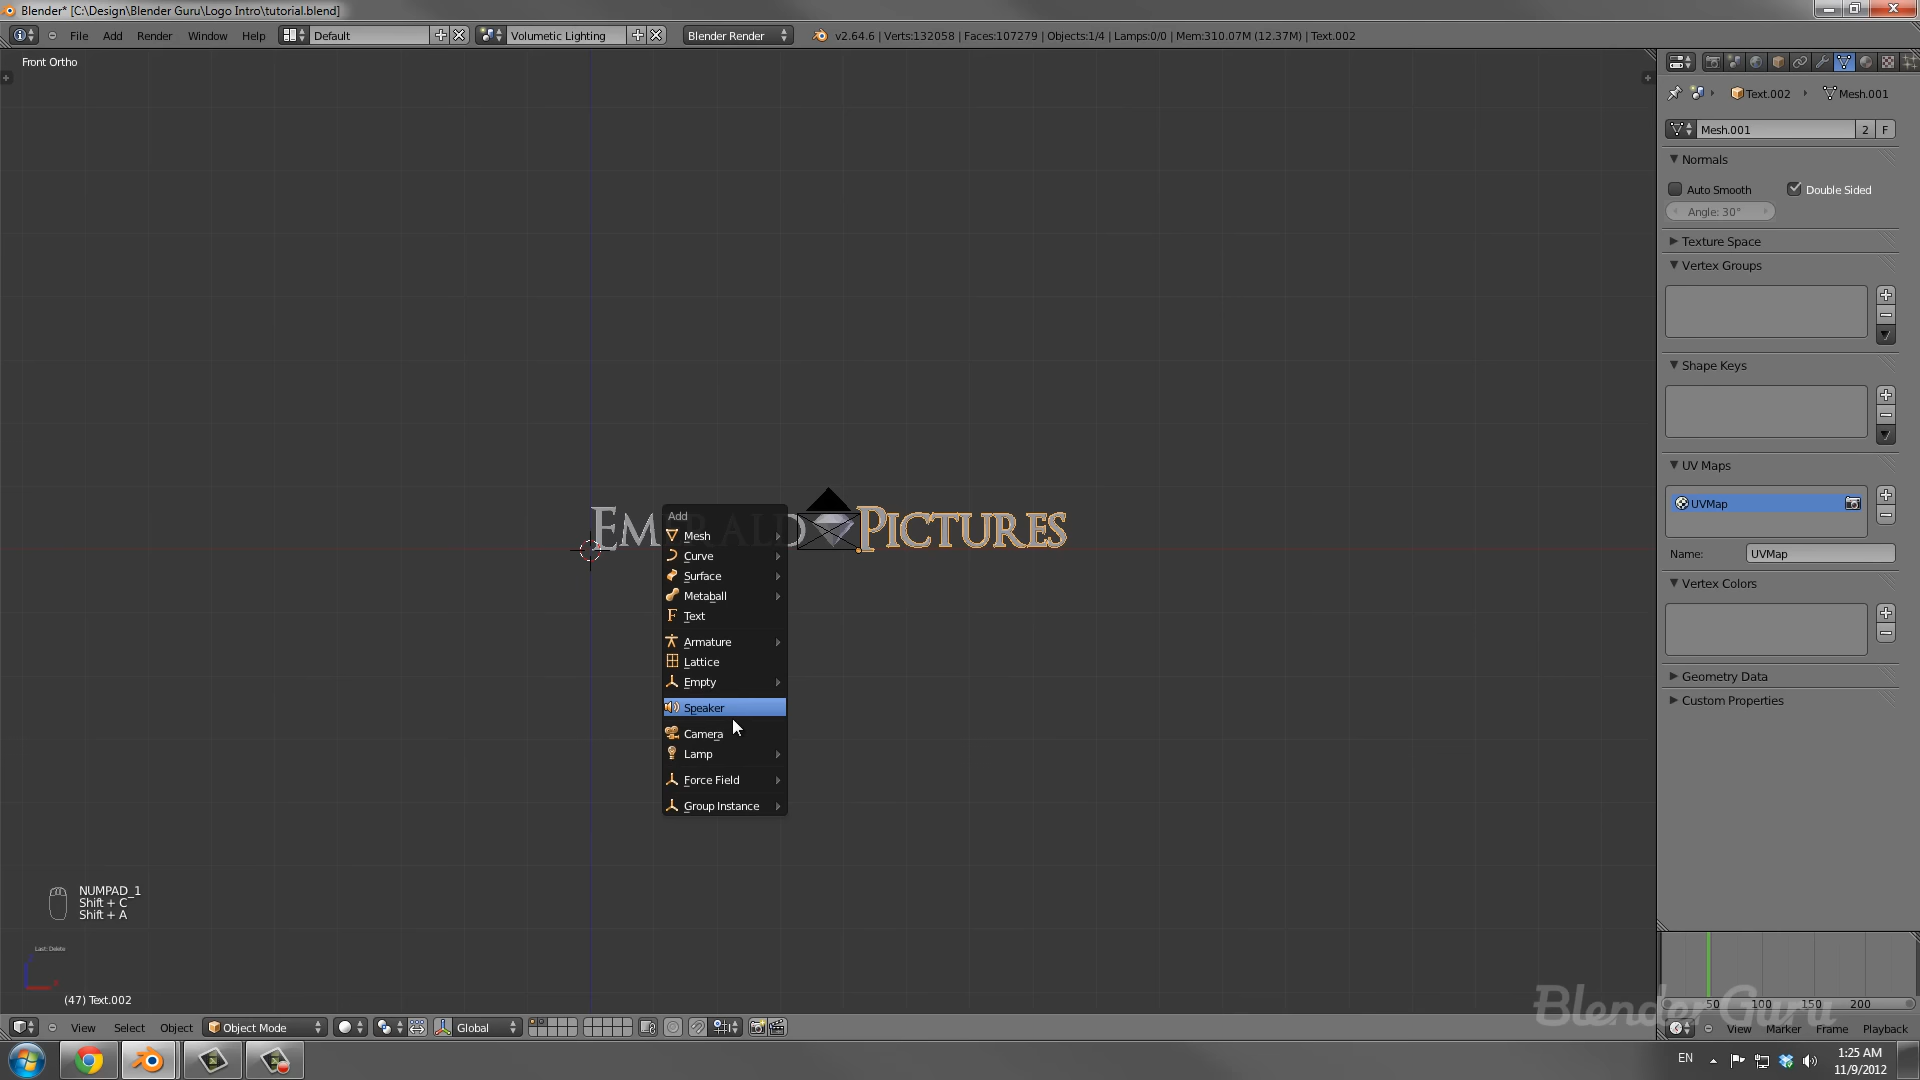 Blender* [C:\Design\Blender Guru\Logo Intro\tutorial.blend]
File Add Render Window Help Default Volumetic Lighting Blender Render v2.64.6 | Verts:132058 | Faces:107279 | Objects:1/4 | Lamps:0/0 | Mem:310.07M (12.37M) | Text.002
Front Ortho
Text.002 Mesh.001
Mesh.001 2 F
Normals
Auto Smooth Double Sided
Angle: 30°
Texture Space
Vertex Groups
Shape Keys
UV Maps
UVMap
Name: UVMap
Vertex Colors
Geometry Data
Custom Properties
EMERALD PICTURES
Add
Mesh
Curve
Surface
Metaball
Text
Armature
Lattice
Empty
Speaker
Camera
Lamp
Force Field
Group Instance
NUMPAD_1
Shift + C
Shift + A
Last: Delete
(47) Text.002
50 100 150 200
BlenderGuru
View Select Object Object Mode Global
View Marker Frame Playback
EN 1:25 AM
11/9/2012